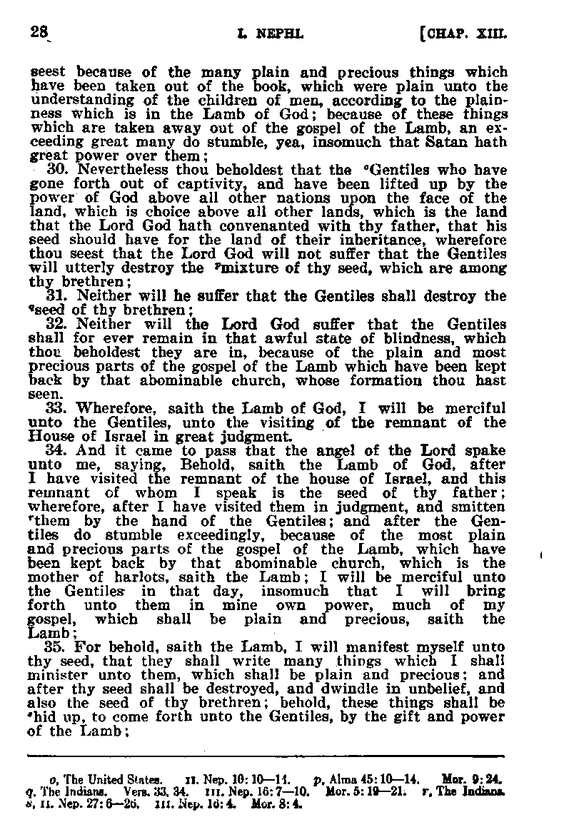 28 I. NEPHI. [CHAP. XIII.
seest because of the many plain and precious things which
have been taken out of the book, which were plain unto the
understanding of the children of men, according to the plain-
ness which is in the Lamb of God; because of these things
which are taken away out of the gospel of the Lamb, an ex-
ceeding great many do stumble, yea, insomuch that Satan hath
great power over them;
30. Nevertheless thou beholdest that the ᵒGentiles who have
gone forth out of captivity, and have been lifted up by the
power of God above all other nations upon the face of the
land, which is choice above all other lands, which is the land
that the Lord God hath convenanted with thy father, that his
seed should have for the land of their inheritance, wherefore
thou seest that the Lord God will not suffer that the Gentiles
will utterly destroy the ᵖmixture of thy seed, which are among
thy brethren;
31. Neither will he suffer that the Gentiles shall destroy the
qseed of thy brethren;
32. Neither will the Lord God suffer that the Gentiles
shall for ever remain in that awful state of blindness, which
thou beholdest they are in, because of the plain and most
precious parts of the gospel of the Lamb which have been kept
back by that abominable church, whose formation thou hast
seen.
33. Wherefore, saith the Lamb of God, I will be merciful
unto the Gentiles, unto the visiting of the remnant of the
House of Israel in great judgment.
34. And it came to pass that the angel of the Lord spake
unto me, saying, Behold, saith the Lamb of God, after
I have visited the remnant of the house of Israel, and this
remnant of whom I speak is the seed of thy father;
wherefore, after I have visited them in judgment, and smitten
ʳthem by the hand of the Gentiles; and after the Gen-
tiles do stumble exceedingly, because of the most plain
and precious parts of the gospel of the Lamb, which have
been kept back by that abominable church, which is the
mother of harlots, saith the Lamb; I will be merciful unto
the Gentiles in that day, insomuch that I will bring
forth unto them in mine own power, much of my
gospel, which shall be plain and precious, saith the
Lamb;
35. For behold, saith the Lamb, I will manifest myself unto
thy seed, that they shall write many things which I shall
minister unto them, which shall be plain and precious; and
after thy seed shall be destroyed, and dwindle in unbelief, and
also the seed of thy brethren; behold, these things shall be
ˢhid up, to come forth unto the Gentiles, by the gift and power
of the Lamb;
o, The United States. II. Nep. 10: 10—14. p, Alma 45: 10—14. Mor. 9: 24.
q, The Indians. Vers. 33, 34. III. Nep. 16: 7—10. Mor. 5: 19—21. r, The Indians.
s, II. Nep. 27: 6—26. III. Nep. 16: 4. Mor. 8: 4.